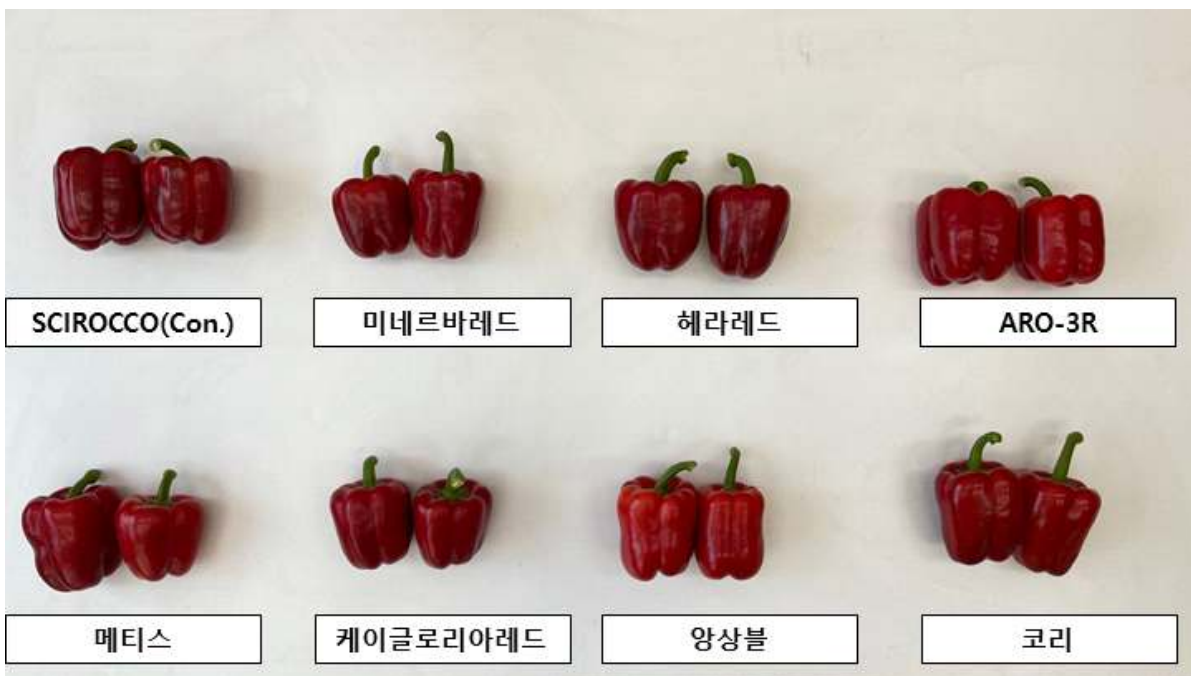 SCIROCCO(Con.)
미네르바레드
헤라레드
ARO-3R
메티스
케이글로리아레드
앙상블
코리